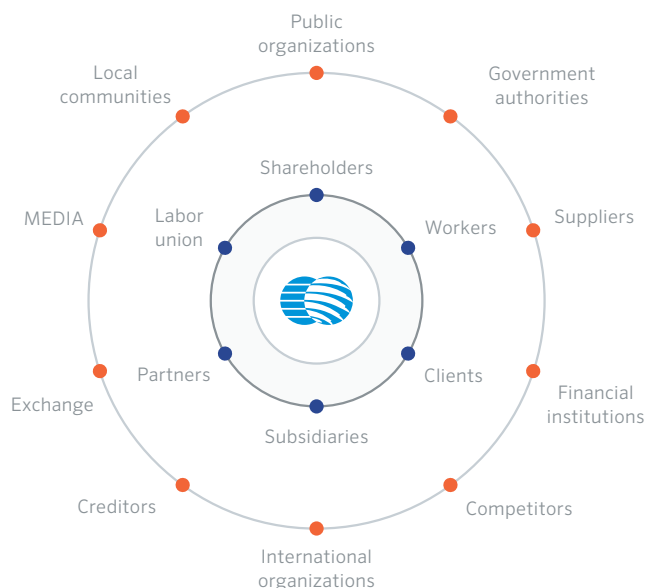 Public
organizations
Local
communities
Government
authorities
Shareholders
MEDIA
Labor
union
Workers
Suppliers
Partners
Clients
Exchange
Financial
institutions
Subsidiaries
Creditors
Competitors
International
organizations